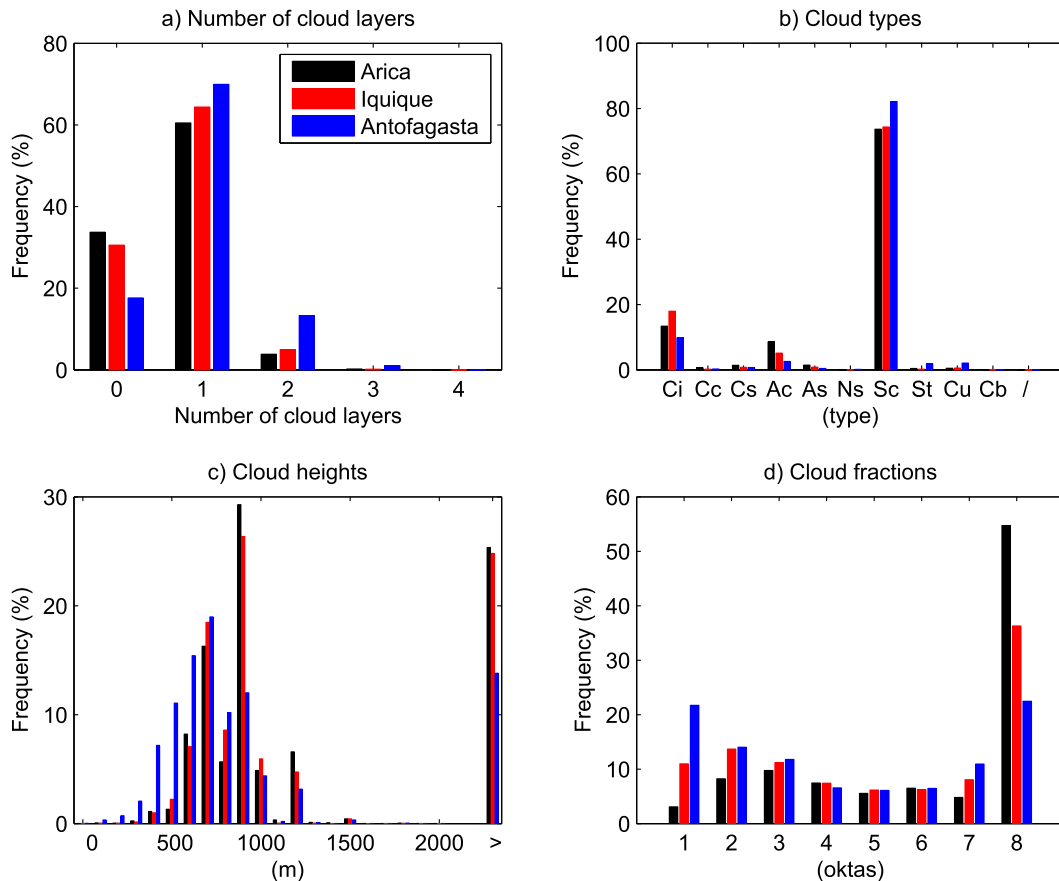 a) Number of cloud layers
80
60
40
20
0
Frequency (%)
Arica
Iquique
Antofagasta
0 1 2 3 4
Number of cloud layers
b) Cloud types
100
80
60
40
20
0
Frequency (%)
Ci Cc Cs Ac As Ns Sc St Cu Cb /
(type)
c) Cloud heights
30
20
10
0
Frequency (%)
0 500 1000 1500 2000 >
(m)
d) Cloud fractions
60
50
40
30
20
10
0
Frequency (%)
1 2 3 4 5 6 7 8
(oktas)